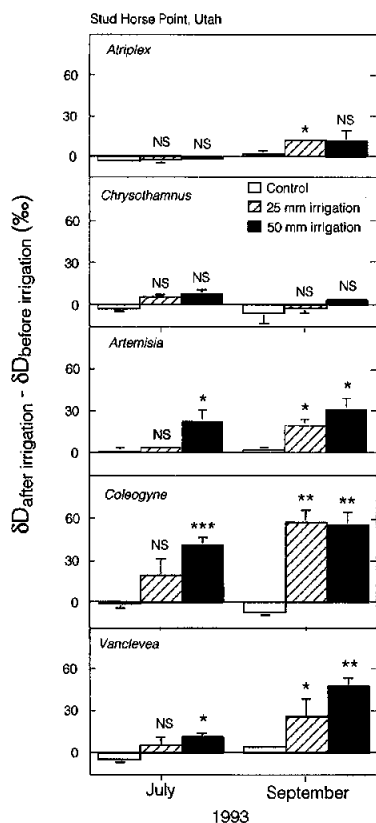 Stud Horse Point, Utah
Atriplex
60
30
0
NS
NS
*
NS
Chrysothamnus
Control
25 mm irrigation
50 mm irrigation
60
30
0
NS
NS
NS
NS
Artemisia
60
30
0
NS
*
*
*
Coleogyne
60
30
0
NS
***
**
**
Vanclevea
60
30
0
NS
*
*
**
July
September
1993
δDafter irrigation - δDbefore irrigation (‰)